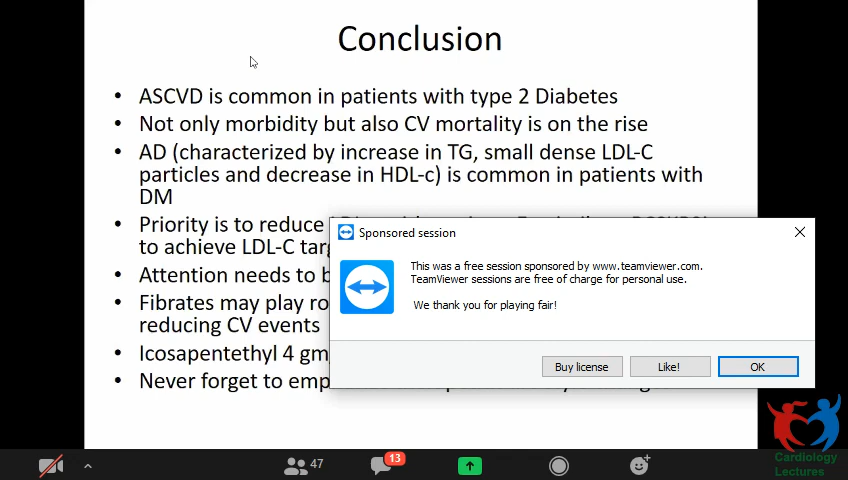 Conclusion
• ASCVD is common in patients with type 2 Diabetes
• Not only morbidity but also CV mortality is on the rise
• AD (characterized by increase in TG, small dense LDL-C
particles and decrease in HDL-c) is common in patients with
DM
• Priority is to reduce
to achieve LDL-C
• Attention needs to
• Fibrates may play
reducing CV events
• Icosapentethyl 4
• Never forget to
Sponsored session
This was a free session sponsored by www.teamviewer.com.
TeamViewer sessions are free of charge for personal use.
We thank you for playing fair!
Buy license Like! OK
47 13
Cardiology
Lectures